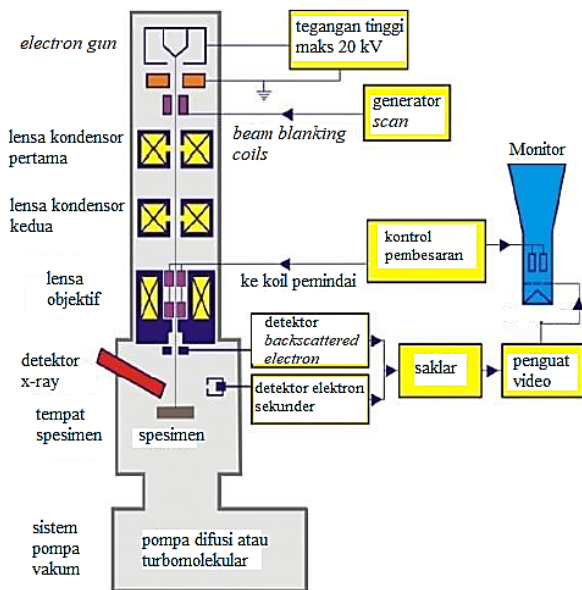 electron gun
tegangan tinggi
maks 20 kV
generator
scan
beam blanking
coils
lensa kondensor
pertama
Monitor
lensa kondensor
kedua
kontrol
pembesaran
lensa
objektif
ke koil pemindai
detektor
backscattered
electron
detektor
x-ray
detektor elektron
sekunder
saklar
penguat
video
tempat
spesimen
spesimen
sistem
pompa
vakum
pompa difusi atau
turbomolekular